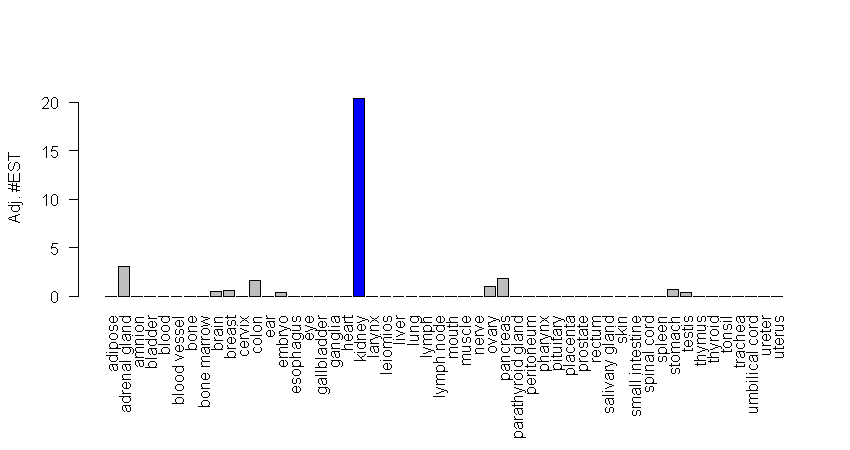 Adj. #EST
20
15
10
5
0
adipose
adrenal gland
amnion
bladder
blood
blood vessel
bone
bone marrow
brain
breast
cervix
colon
ear
embryo
esophagus
eye
gallbladder
ganglia
heart
kidney
larynx
leiomios
liver
lung
lymph
lymph node
mouth
muscle
nerve
ovary
pancreas
parathyroid gland
peritoneum
pharynx
pituitary
placenta
prostate
rectum
salivary gland
skin
small intestine
spinal cord
spleen
stomach
testis
thymus
thyroid
tonsil
trachea
umbilical cord
ureter
uterus